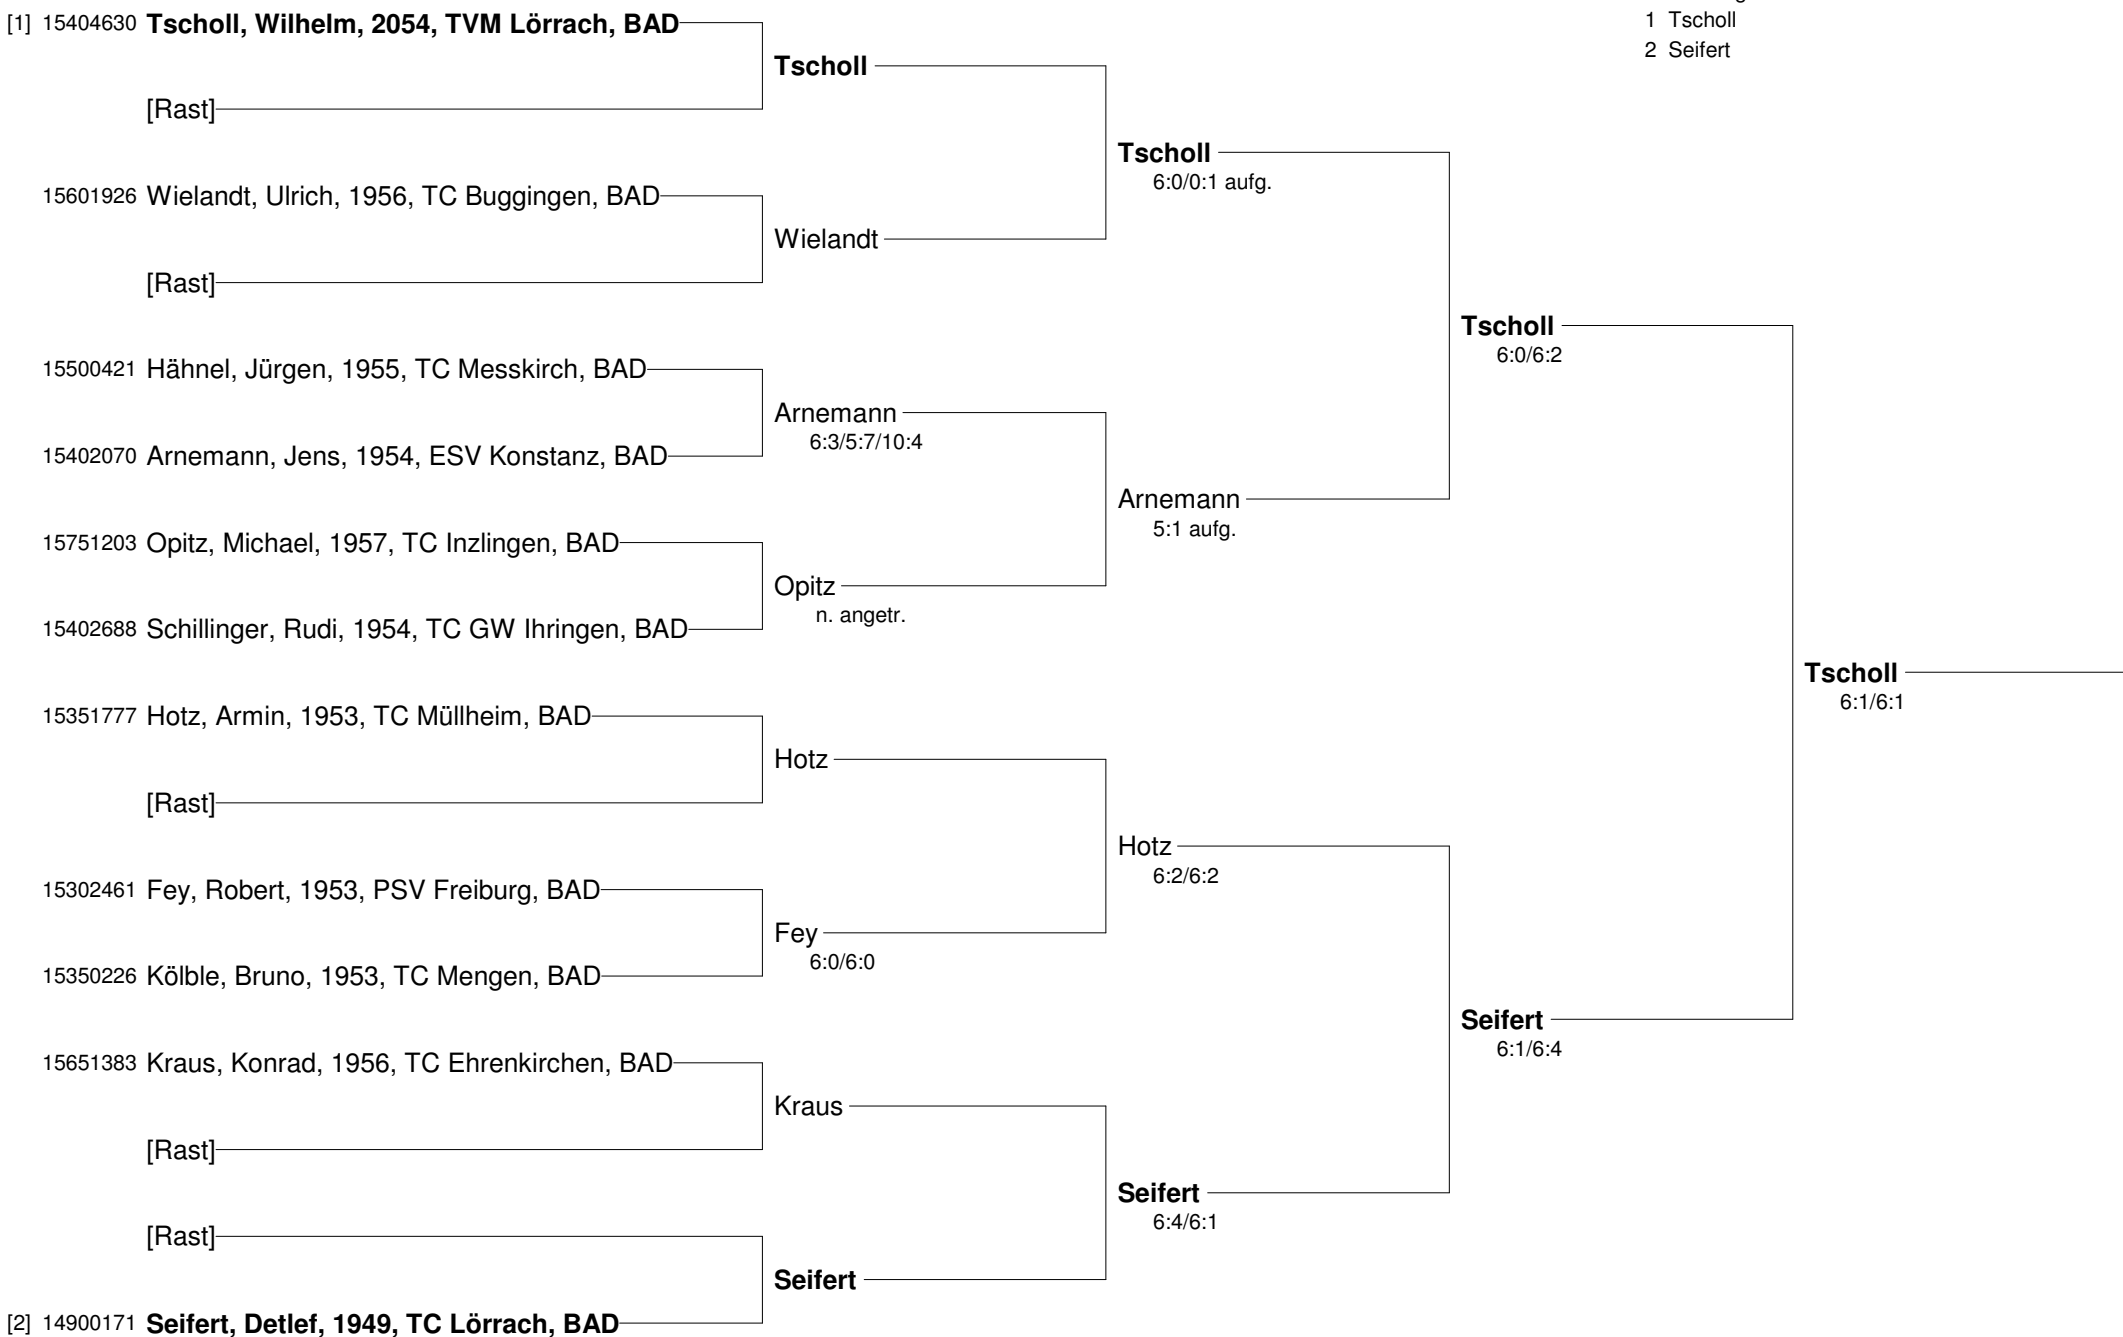 1 Tscholl
2 Seifert
[1] 15404630 Tscholl, Wilhelm, 2054, TVM Lörrach, BAD
Tscholl
[Rast]
Tscholl
6:0/0:1 aufg.
15601926 Wielandt, Ulrich, 1956, TC Buggingen, BAD
Wielandt
[Rast]
Tscholl
6:0/6:2
15500421 Hähnel, Jürgen, 1955, TC Messkirch, BAD
Arnemann
6:3/5:7/10:4
15402070 Arnemann, Jens, 1954, ESV Konstanz, BAD
Arnemann
5:1 aufg.
15751203 Opitz, Michael, 1957, TC Inzlingen, BAD
Opitz
n. angetr.
15402688 Schillinger, Rudi, 1954, TC GW Ihringen, BAD
Tscholl
6:1/6:1
15351777 Hotz, Armin, 1953, TC Müllheim, BAD
Hotz
[Rast]
Hotz
6:2/6:2
15302461 Fey, Robert, 1953, PSV Freiburg, BAD
Fey
6:0/6:0
15350226 Kölble, Bruno, 1953, TC Mengen, BAD
Seifert
6:1/6:4
15651383 Kraus, Konrad, 1956, TC Ehrenkirchen, BAD
Kraus
[Rast]
Seifert
6:4/6:1
[Rast]
Seifert
[2] 14900171 Seifert, Detlef, 1949, TC Lörrach, BAD